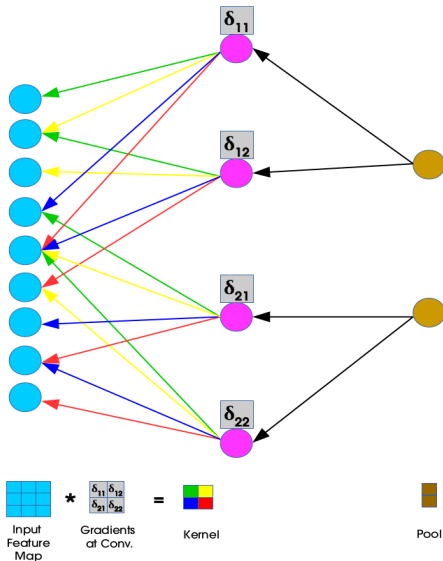 δ11
δ12
δ21
δ22
δ11 δ12
* =
δ21 δ22
Input
Feature
Map
Gradients
at Conv.
Kernel
Pool